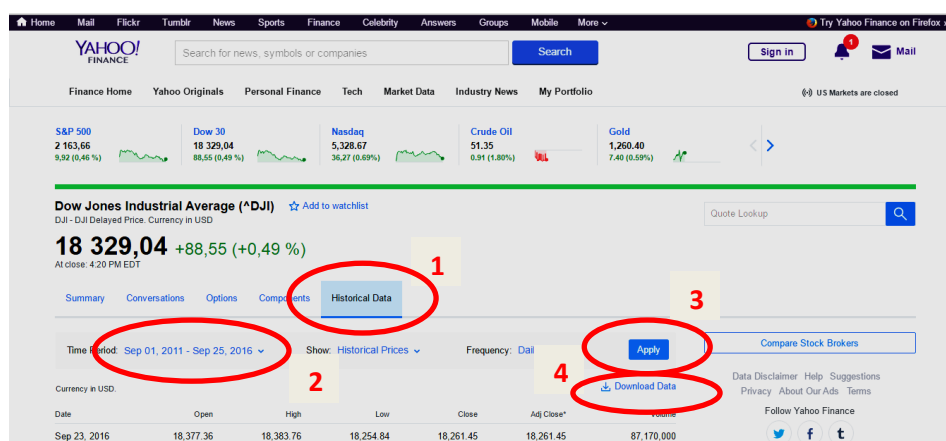 Home Mail Flickr Tumblr News Sports Finance Celebrity Answers Groups Mobile More Try Yahoo Finance on Firefox »
YAHOO!
FINANCE
Search for news, symbols or companies
Search
Sign in
1
Mail
Finance Home Yahoo Originals Personal Finance Tech Market Data Industry News My Portfolio
US Markets are closed
S&P 500 Dow 30 Nasdaq Crude Oil Gold
2 163,66 18 329,04 5,328.67 51.35 1,260.40
9,92 (0,46 %) 88,55 (0,49 %) 36,27 (0.69%) 0.91 (1.80%) 7.40 (0.59%)
Dow Jones Industrial Average (^DJI) Add to watchlist
DJI - DJI Delayed Price. Currency in USD
Quote Lookup
18 329,04 +88,55 (+0,49 %)
At close: 4:20 PM EDT
1
Summary Conversations Options Components Historical Data
3
Time Period: Sep 01, 2011 - Sep 25, 2016 Show: Historical Prices Frequency: Apply
Compare Stock Brokers
2
4
Download Data
Currency in USD.
Data Disclaimer Help Suggestions
Privacy About Our Ads Terms
Date Open High Low Close Adj Close* Volume
Follow Yahoo Finance
Sep 23, 2016 18,377.36 18,383.76 18,254.84 18,261.45 18,261.45 87,170,000